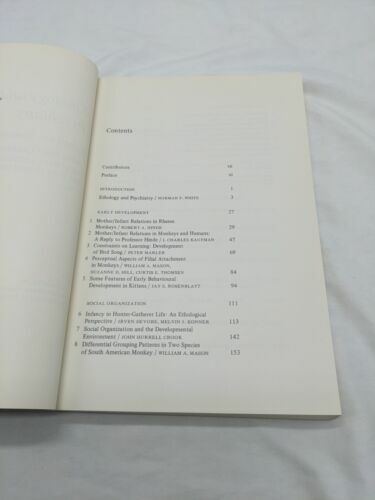 Contents
Contributors vii
Preface xi
INTRODUCTION 1
Ethology and Psychiatry / NORMAN F. WHITE 3
EARLY DEVELOPMENT 27
1 Mother/Infant Relations in Rhesus
Monkeys / ROBERT A. HINDE 29
2 Mother/Infant Relations in Monkeys and Humans:
A Reply to Professor Hinde / I. CHARLES KAUFMAN 47
3 Constraints on Learning: Development
of Bird Song / PETER MARLER 69
4 Perceptual Aspects of Filial Attachment
in Monkeys / WILLIAM A. MASON,
SUZANNE D. HILL, CURTIS E. THOMSEN 84
5 Some Features of Early Behavioural
Development in Kittens / JAY S. ROSENBLATT 94
SOCIAL ORGANIZATION 111
6 Infancy in Hunter-Gatherer Life: An Ethological
Perspective / IRVEN DEVORE, MELVIN J. KONNER 113
7 Social Organization and the Developmental
Environment / JOHN HURRELL CROOK 142
8 Differential Grouping Patterns in Two Species
of South American Monkey / WILLIAM A. MASON 153